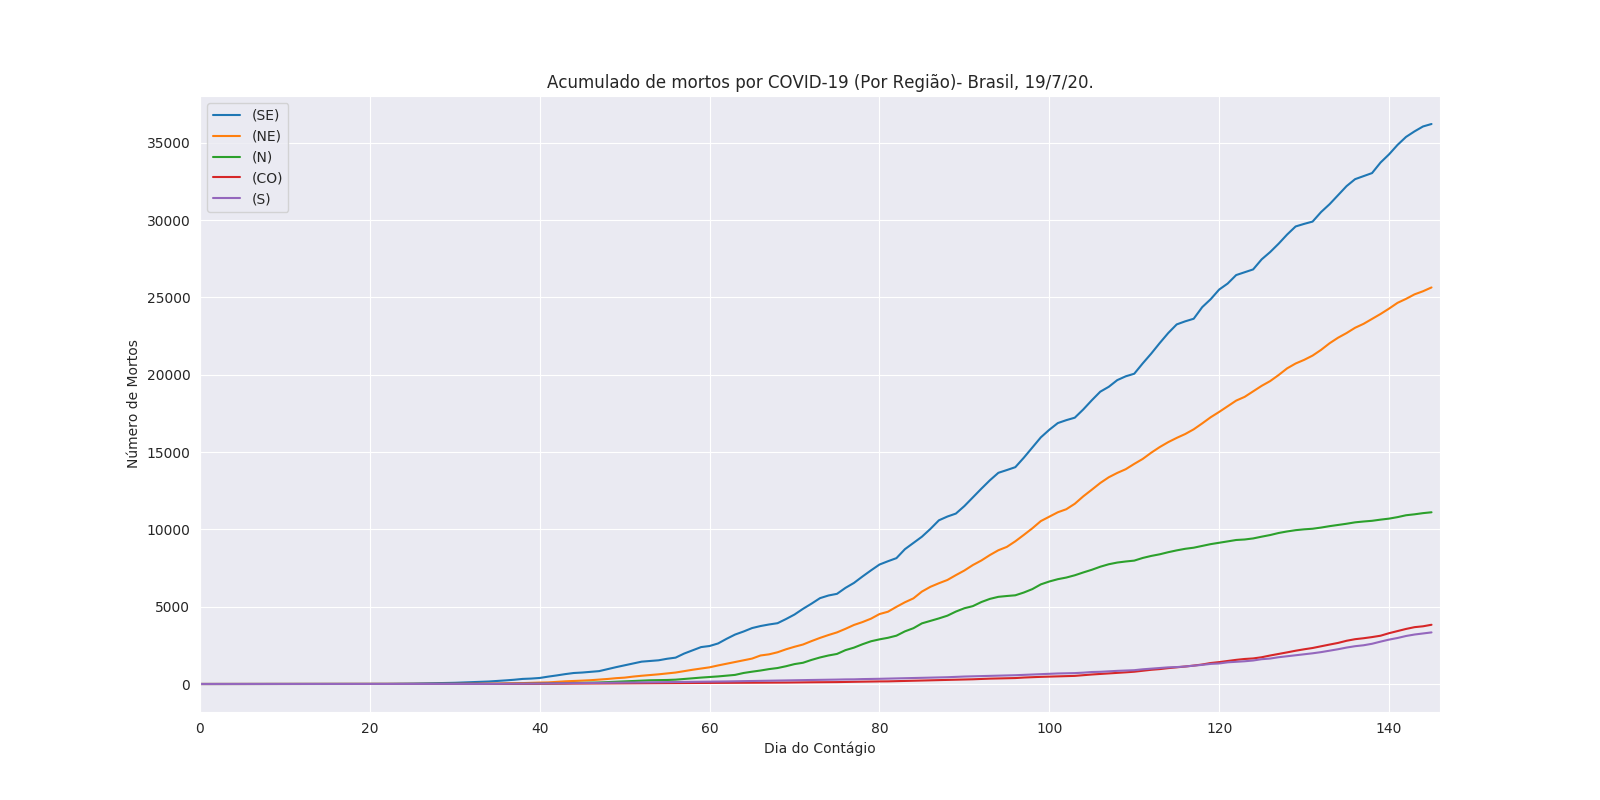 Acumulado de mortos por COVID-19 (Por Região)- Brasil, 19/7/20.
(SE)
(NE)
(N)
(CO)
(S)
Número de Mortos
35000
30000
25000
20000
15000
10000
5000
0
0 20 40 60 80 100 120 140
Dia do Contágio